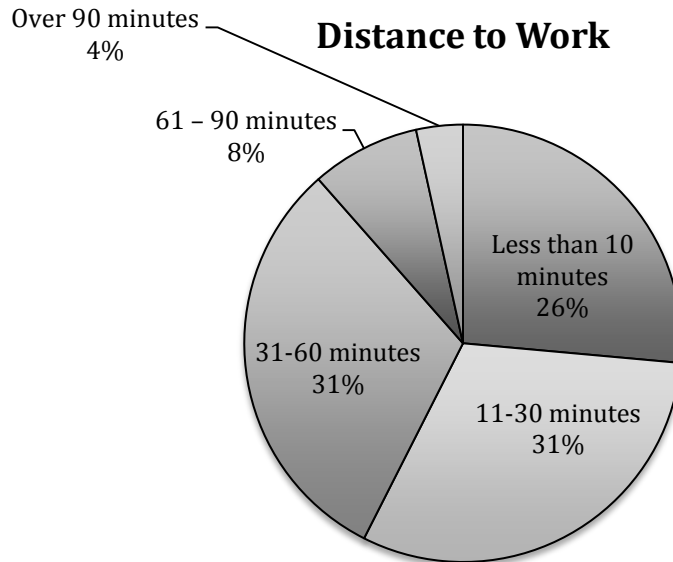 Distance to Work
Over 90 minutes
4%
61 – 90 minutes
8%
Less than 10
minutes
26%
31-60 minutes
31%
11-30 minutes
31%